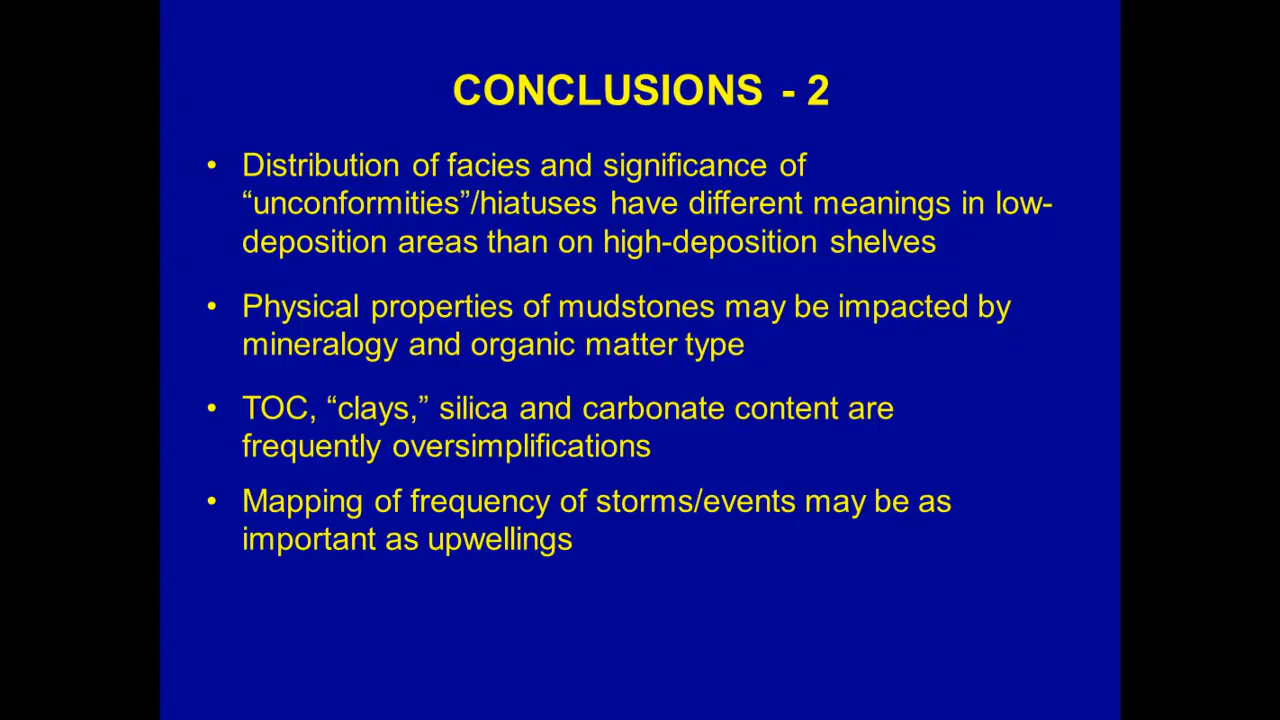 CONCLUSIONS - 2
• Distribution of facies and significance of
“unconformities”/hiatuses have different meanings in low-
deposition areas than on high-deposition shelves
• Physical properties of mudstones may be impacted by
mineralogy and organic matter type
• TOC, “clays,” silica and carbonate content are
frequently oversimplifications
• Mapping of frequency of storms/events may be as
important as upwellings